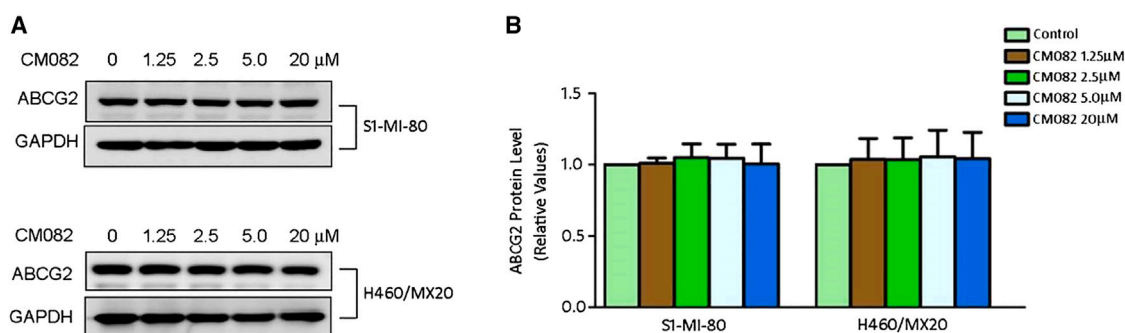 A
CM082 0 1.25 2.5 5.0 20 μM
ABCG2
GAPDH
S1-MI-80
CM082 0 1.25 2.5 5.0 20 μM
ABCG2
GAPDH
H460/MX20
B
Control
CM082 1.25μM
CM082 2.5μM
CM082 5.0μM
CM082 20μM
ABCG2 Protein Level
(Relative Values)
1.5
1.0
0.5
0.0
S1-MI-80 H460/MX20